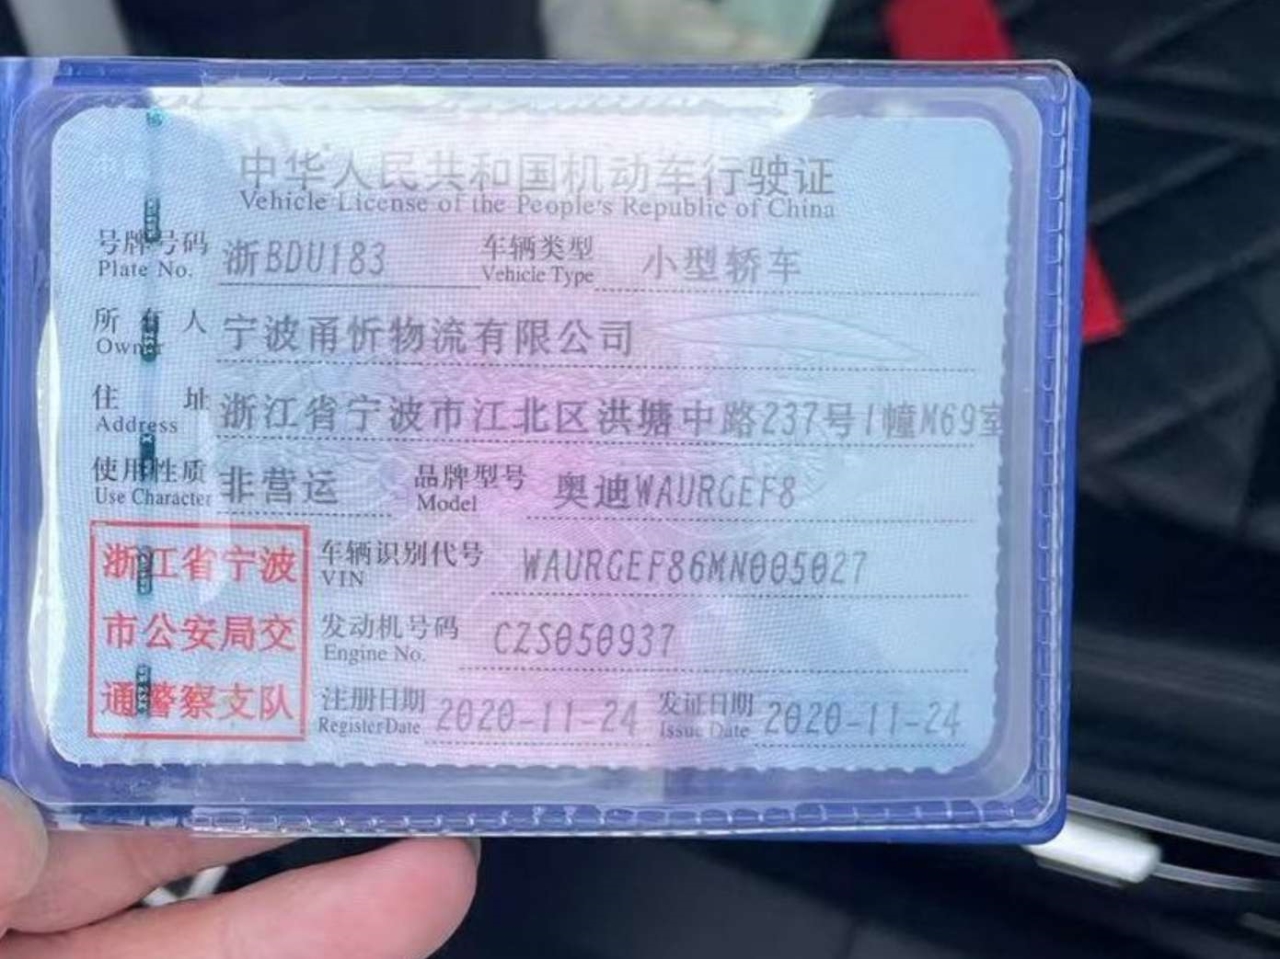 中华人民共和国机动车行驶证
Vehicle License of the People's Republic of China
号牌号码 浙BDU183 车辆类型 小型轿车
Plate No. Vehicle Type
所有人 宁波甬忻物流有限公司
Owner
住址 浙江省宁波市江北区洪塘中路237号1幢M69室
Address
使用性质 非营运 品牌型号 奥迪WAURGEF8
Use Character Model
浙江省宁波
市公安局交
通警察支队
车辆识别代号 WAURGEF86MN005027
VIN
发动机号码 CZS050937
Engine No.
注册日期 2020-11-24 发证日期 2020-11-24
Register Date Issue Date